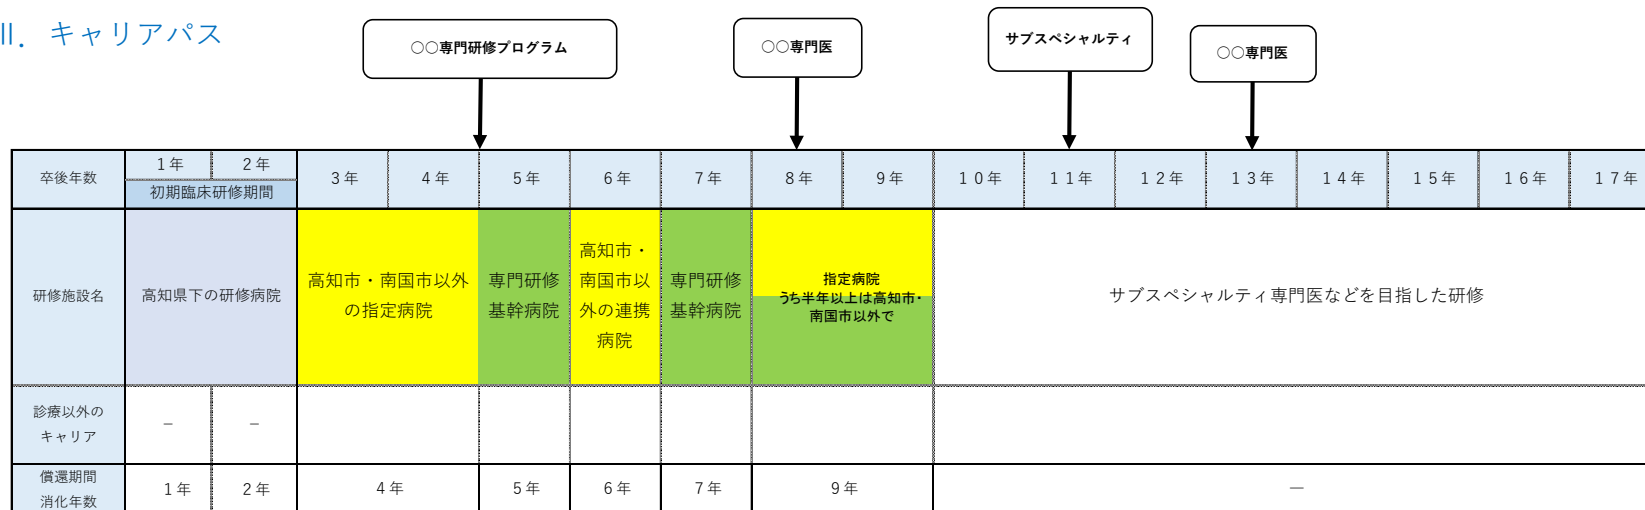 Ⅱ．キャリアパス
○○専門研修プログラム
○○専門医
サブスペシャルティ
○○専門医
卒後年数
1年
2年
初期臨床研修期間
3年
4年
5年
6年
7年
8年
9年
10年
11年
12年
13年
14年
15年
16年
17年
研修施設名
高知県下の研修病院
高知市・南国市以外
の指定病院
専門研修
基幹病院
高知市・
南国市以
外の連携
病院
専門研修
基幹病院
指定病院
うち半年以上は高知市・
南国市以外で
サブスペシャルティ専門医などを目指した研修
診療以外の
キャリア
－
－
償還期間
消化年数
1年
2年
4年
5年
6年
7年
9年
－